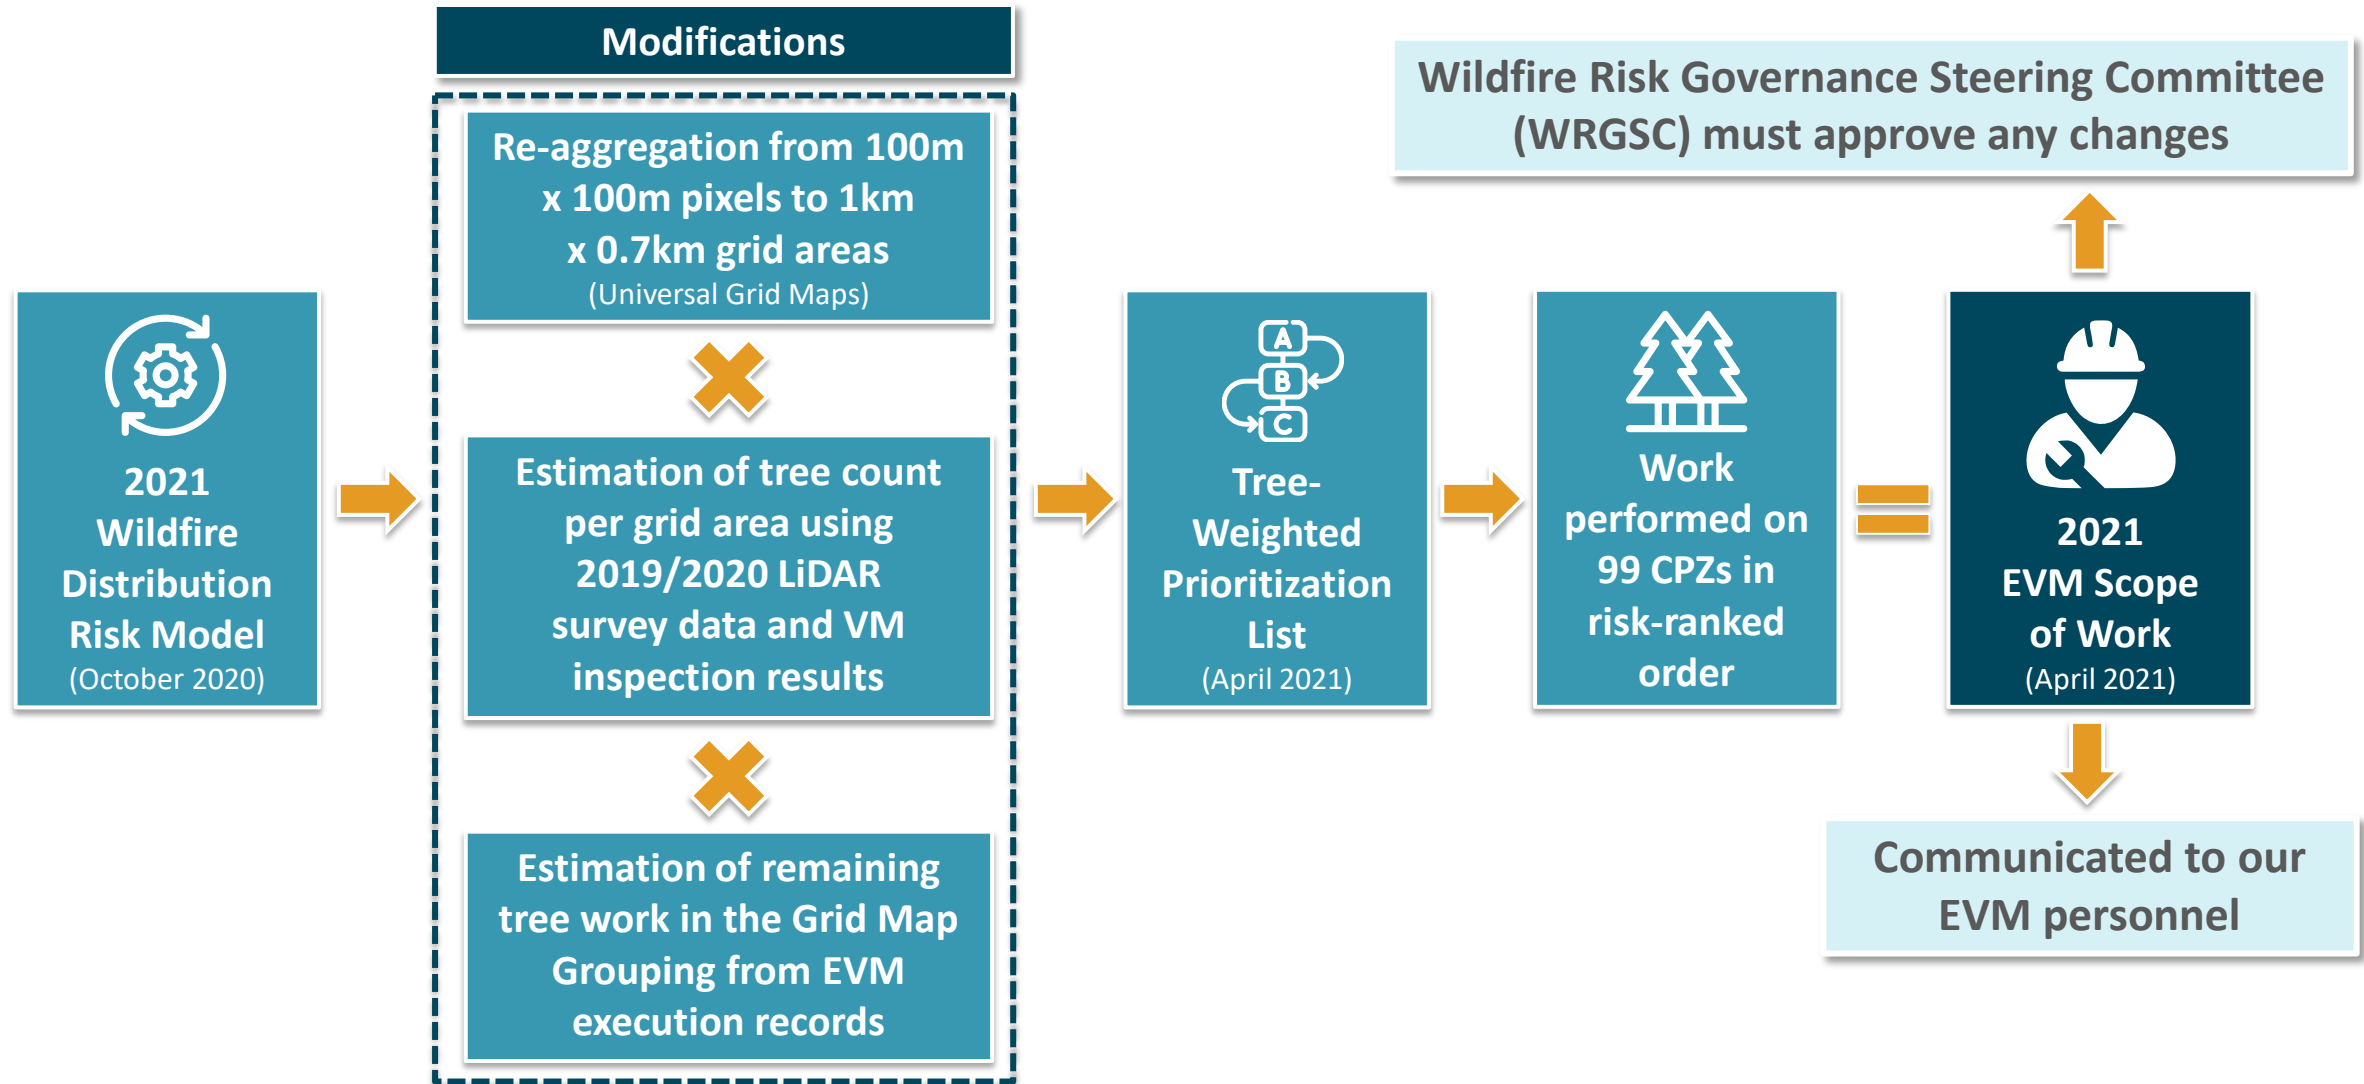 Modifications
Wildfire Risk Governance Steering Committee
(WRGSC) must approve any changes
Re-aggregation from 100m
x 100m pixels to 1km
x 0.7km grid areas
(Universal Grid Maps)
2021
Wildfire
Distribution
Risk Model
(October 2020)
Estimation of tree count
per grid area using
2019/2020 LiDAR
survey data and VM
inspection results
Estimation of remaining
tree work in the Grid Map
Grouping from EVM
execution records
A
B
C
Tree-
Weighted
Prioritization
List
(April 2021)
Work
performed on
99 CPZs in
risk-ranked
order
2021
EVM Scope
of Work
(April 2021)
Communicated to our
EVM personnel